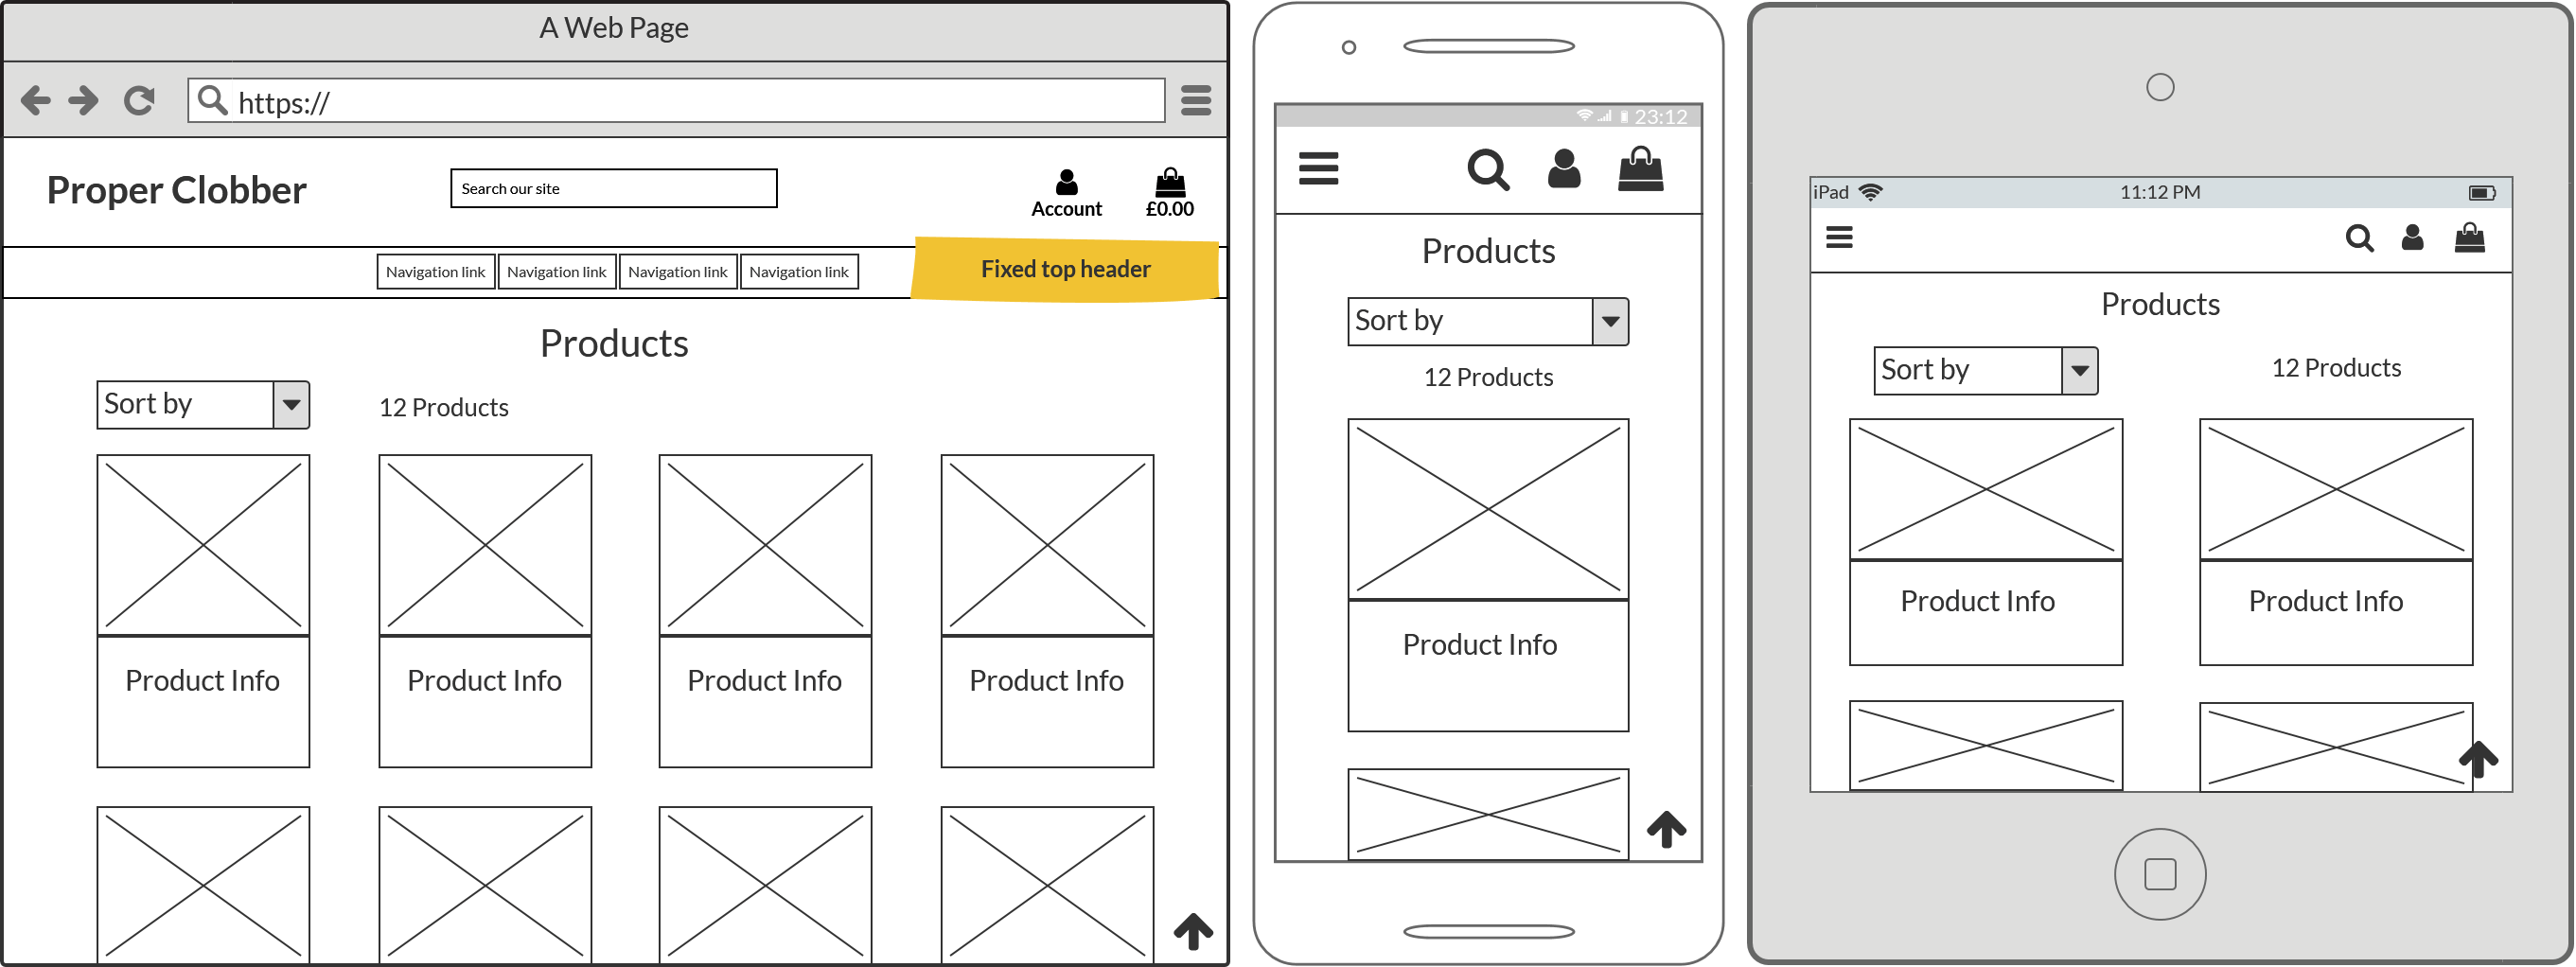 A Web Page
https://
Proper Clobber
Search our site
Account
£0.00
Navigation link
Navigation link
Navigation link
Navigation link
Fixed top header
Products
Sort by
12 Products
Product Info
Product Info
Product Info
Product Info
23:12
Products
Sort by
12 Products
Product Info
iPad
11:12 PM
Products
Sort by
12 Products
Product Info
Product Info